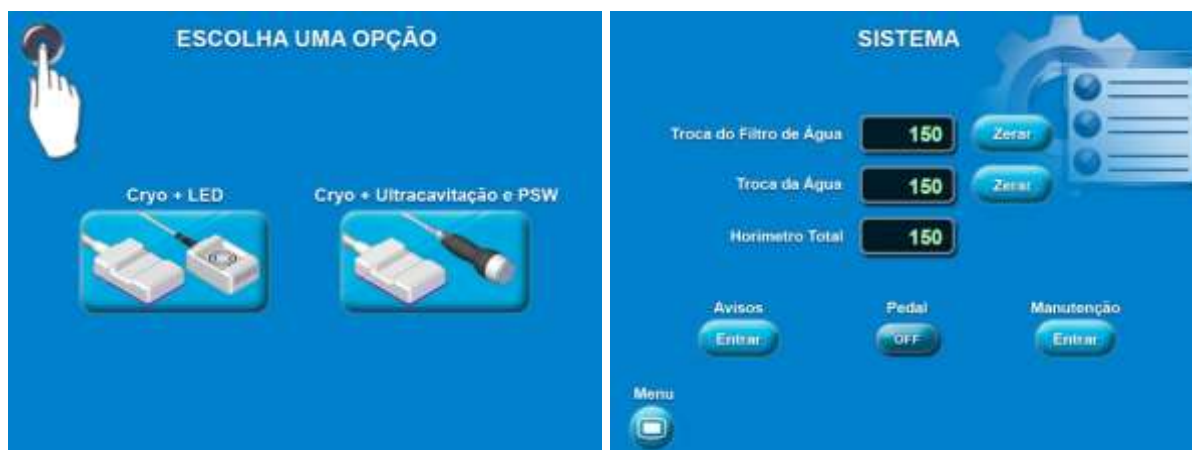 ESCOLHA UMA OPÇÃO
Cryo + LED
Cryo + Ultracavitação e PSW
SISTEMA
Troca do Filtro de Água 150 Zerar
Troca da Água 150 Zerar
Horimetro Total 150
Avisos Pedal Manutenção
Entrar OFF Entrar
Menu